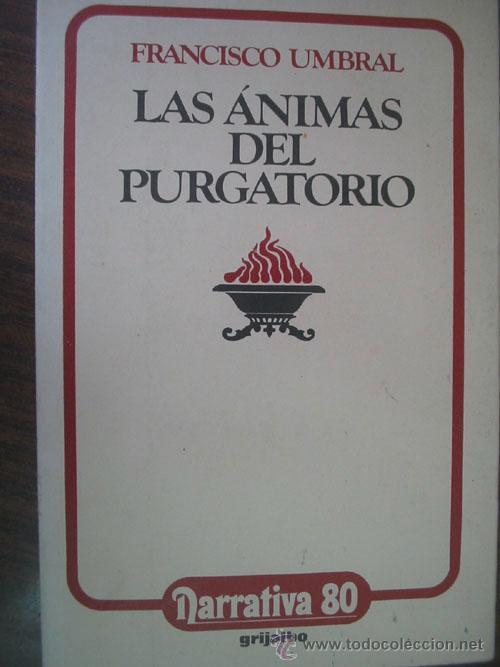 FRANCISCO UMBRAL
LAS ÁNIMAS
DEL
PURGATORIO
Narrativa 80
grijalbo
www.todocoleccion.net